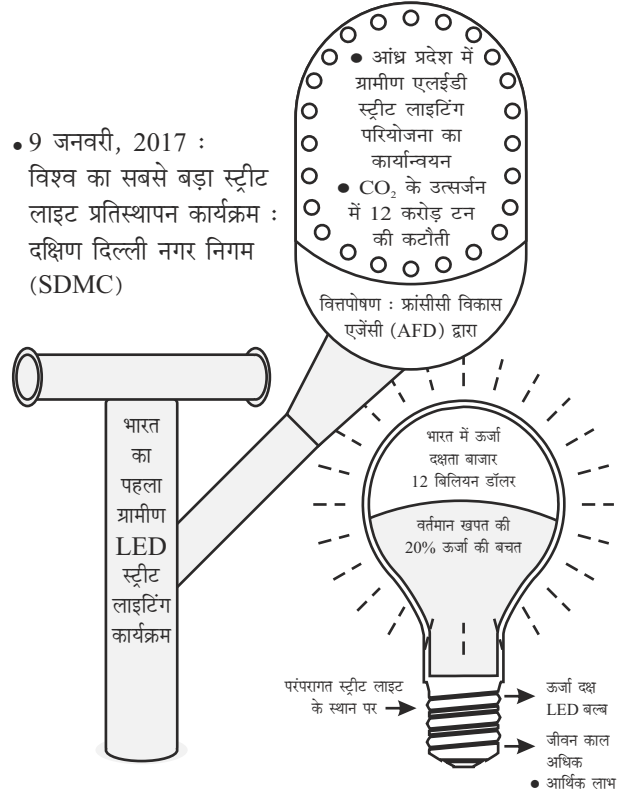 • 9 जनवरी, 2017 :
विश्व का सबसे बड़ा स्ट्रीट
लाइट प्रतिस्थापन कार्यक्रम :
दक्षिण दिल्ली नगर निगम
(SDMC)
• आंध्र प्रदेश में
ग्रामीण एलईडी
स्ट्रीट लाइटिंग
परियोजना का
कार्यान्वयन
• CO₂ के उत्सर्जन
में 12 करोड़ टन
की कटौती
वित्तपोषण : फ्रांसीसी विकास
एजेंसी (AFD) द्वारा
भारत
का
पहला
ग्रामीण
LED
स्ट्रीट
लाइटिंग
कार्यक्रम
भारत में ऊर्जा
दक्षता बाजार
12 बिलियन डॉलर
वर्तमान खपत की
20% ऊर्जा की बचत
परंपरागत स्ट्रीट लाइट
के स्थान पर
ऊर्जा दक्ष
LED बल्ब
जीवन काल
अधिक
• आर्थिक लाभ